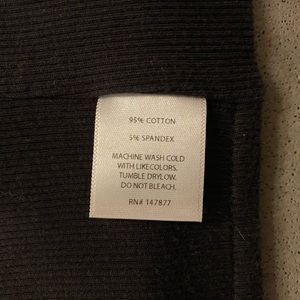 95% COTTON
5% SPANDEX
MACHINE WASH COLD
WITH LIKECOLORS.
TUMBLE DRYLOW.
DO NOT BLEACH.
RN# 147877